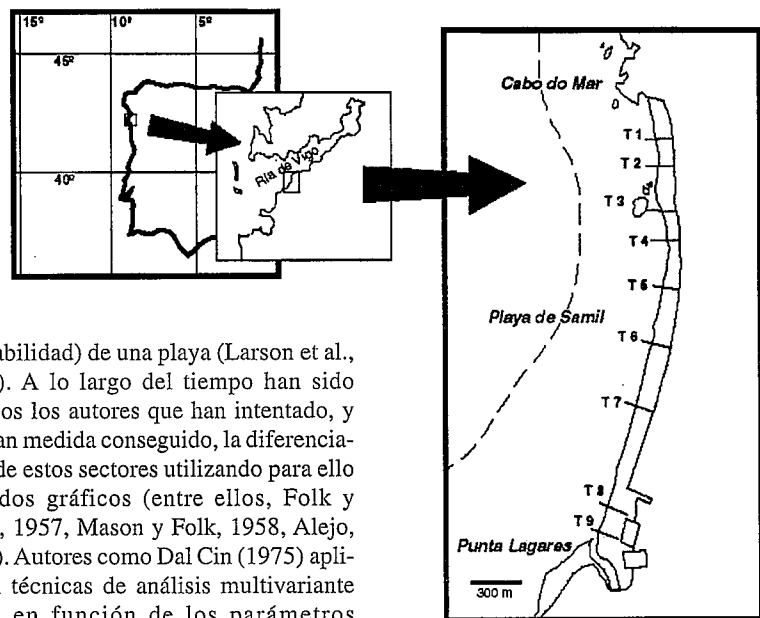 15º 10º 5º
45º
40º
Ría de Vigo
Cabo do Mar
T1
T2
T3
T4
T5
Playa de Samil
T6
T7
T8
T9
Punta Lagares
300 m
abilidad) de una playa (Larson et al.,
). A lo largo del tiempo han sido
os los autores que han intentado, y
an medida conseguido, la diferencia-
de estos sectores utilizando para ello
dos gráficos (entre ellos, Folk y
, 1957, Mason y Folk, 1958, Alejo,
). Autores como Dal Cin (1975) apli-
técnicas de análisis multivariante
en función de los parámetros